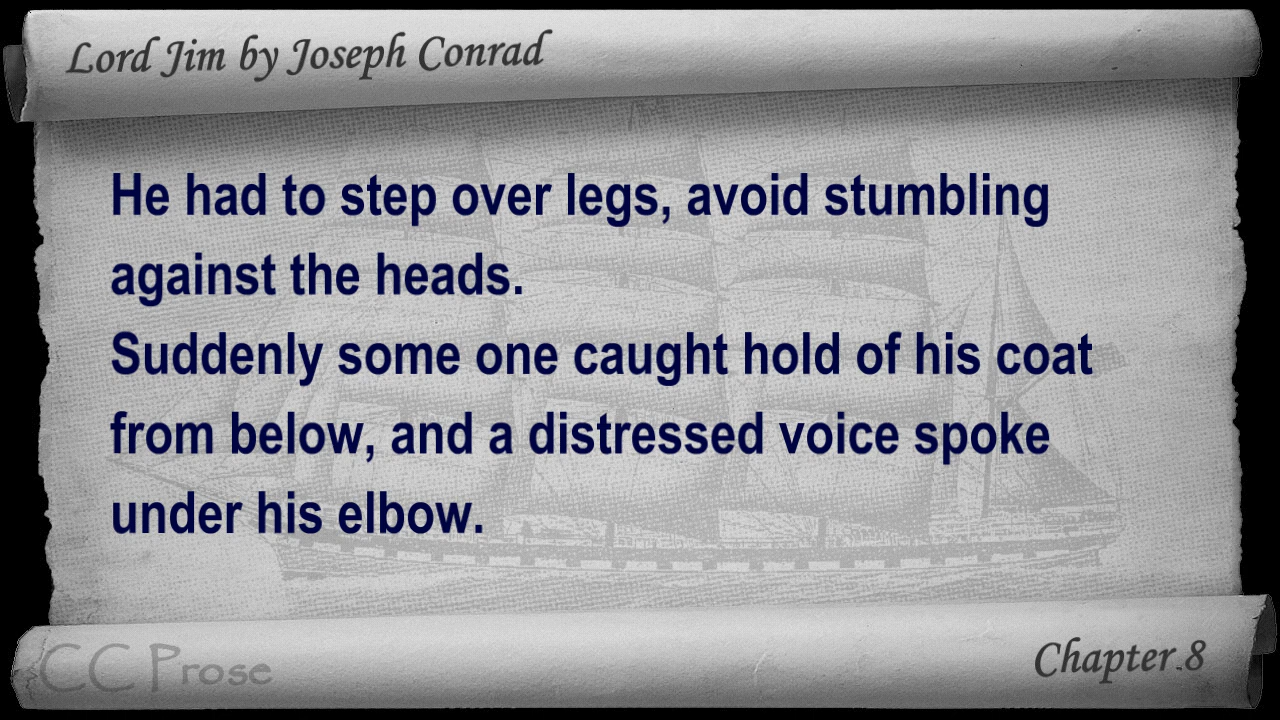 Lord Jim by Joseph Conrad
He had to step over legs, avoid stumbling
against the heads.
Suddenly some one caught hold of his coat
from below, and a distressed voice spoke
under his elbow.
CC Prose
Chapter 8